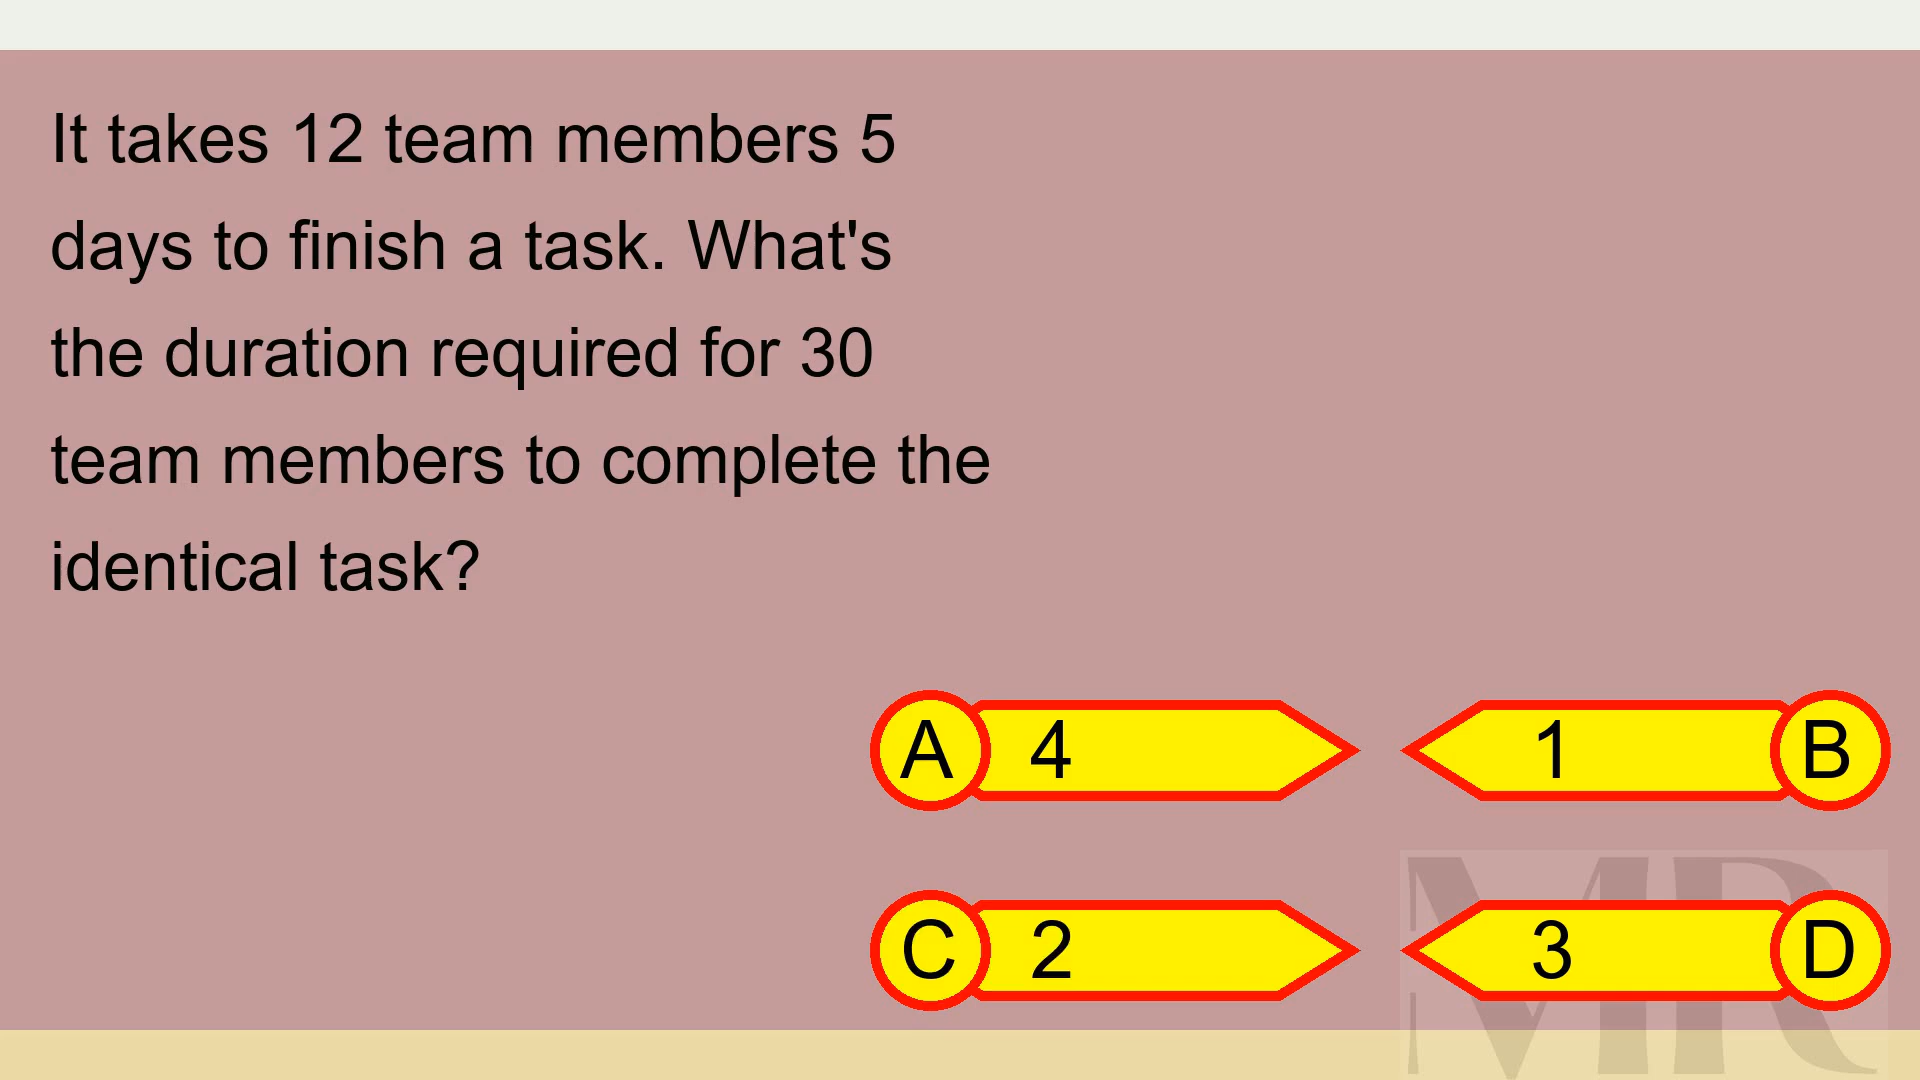 It takes 12 team members 5
days to finish a task. What's
the duration required for 30
team members to complete the
identical task?
A 4
1 B
C 2
3 D
MR